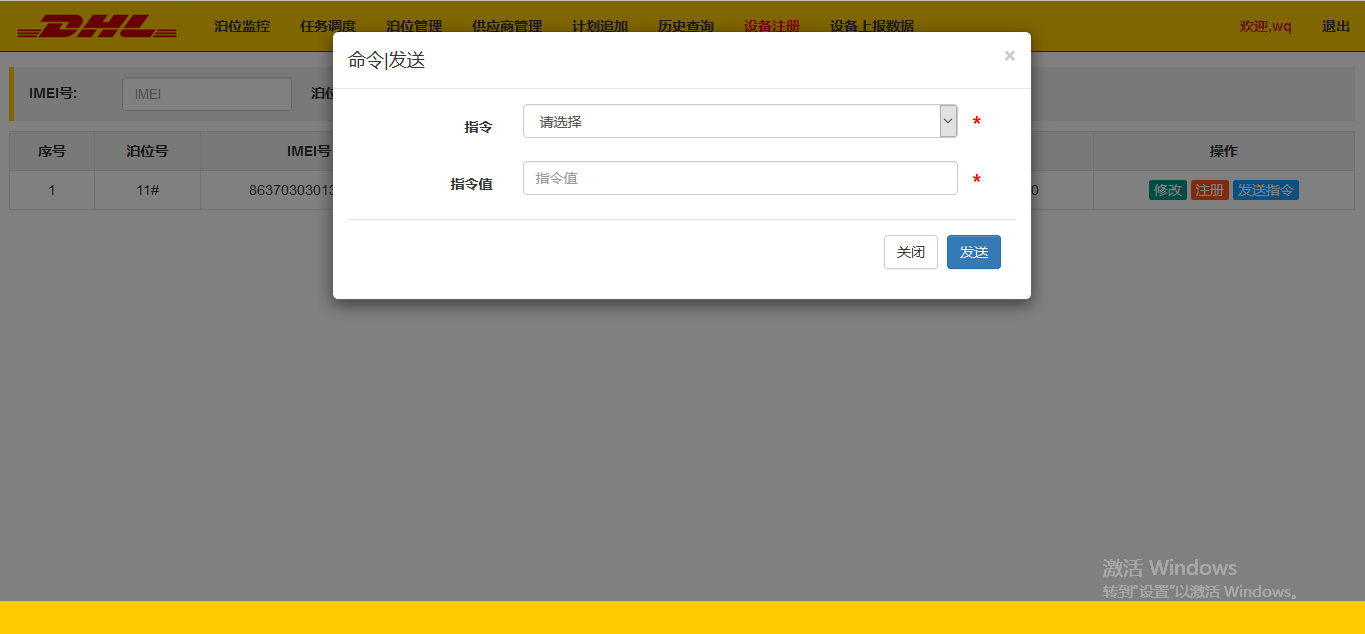 DHL 泊位监控 任务调度 泊位管理 供应商管理 计划追加 历史查询 设备注册 设备上报数据 欢迎,wq 退出
命令|发送 ×
IMEI号: IMEI 泊位
指令 请选择 *
序号 泊位号 IMEI号 操作
指令值 指令值 *
1 11# 86370303013 0 修改 注册 发送指令
关闭 发送
激活 Windows
转到"设置"以激活 Windows。